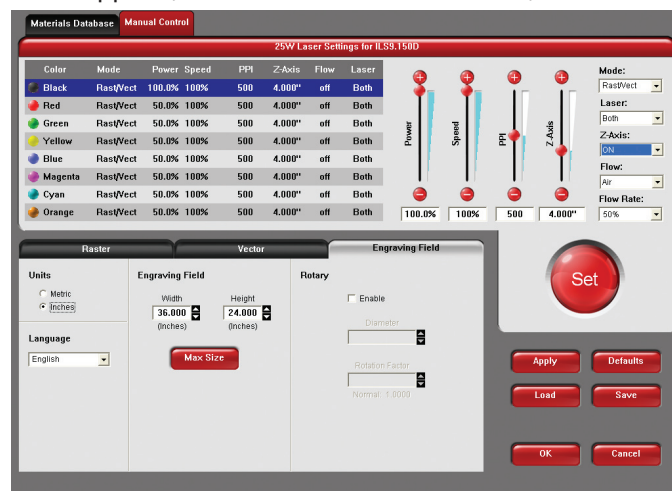 Materials Database Manual Control
25W Laser Settings for ILS9.150D
Color Mode Power Speed PPI Z-Axis Flow Laser
Black Rast/Vect 100.0% 100% 500 4.000" off Both
Red Rast/Vect 50.0% 100% 500 4.000" off Both
Green Rast/Vect 50.0% 100% 500 4.000" off Both
Yellow Rast/Vect 50.0% 100% 500 4.000" off Both
Blue Rast/Vect 50.0% 100% 500 4.000" off Both
Magenta Rast/Vect 50.0% 100% 500 4.000" off Both
Cyan Rast/Vect 50.0% 100% 500 4.000" off Both
Orange Rast/Vect 50.0% 100% 500 4.000" off Both
Power Speed PPI Z-Axis
100.0% 100% 500 4.000"
Mode:
Rast/Vect
Laser:
Both
Z-Axis:
ON
Flow:
Air
Flow Rate:
50%
Set
Raster Vector Engraving Field
Units
Metric
Inches
Language
English
Engraving Field
Width Height
36.000 24.000
(Inches) (Inches)
Max Size
Rotary
Enable
Diameter
Rotation Factor
Normal: 1.0000
Apply Defaults
Load Save
OK Cancel